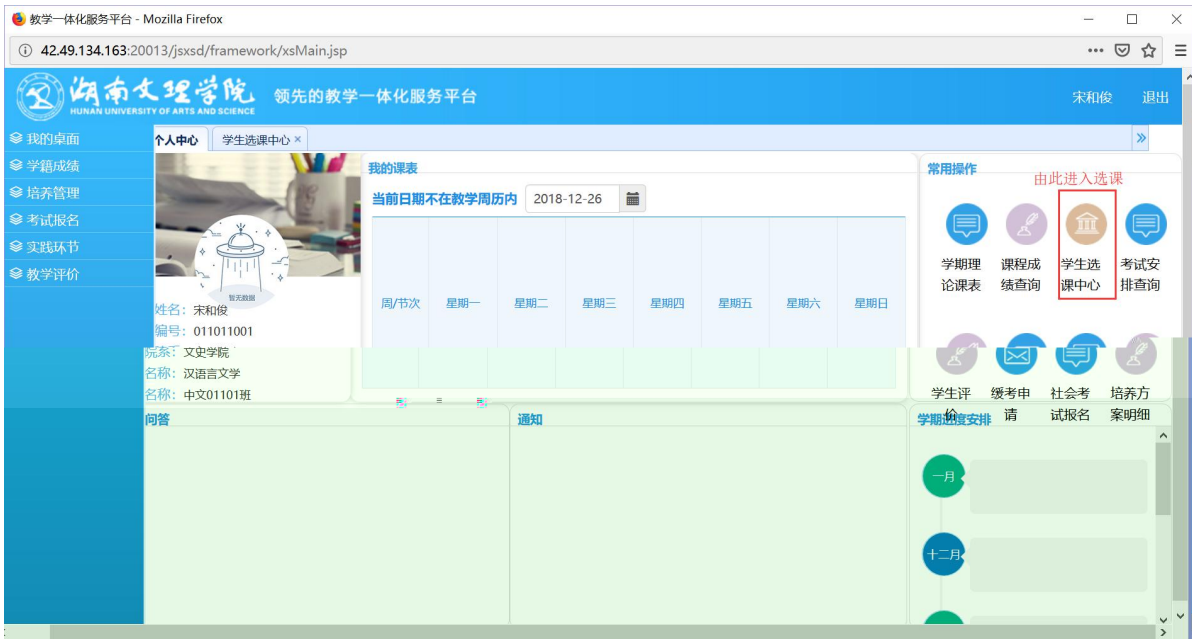 教学一体化服务平台 - Mozilla Firefox
42.49.134.163:20013/jsxsd/framework/xsMain.jsp
湖南文理学院
HUNAN UNIVERSITY OF ARTS AND SCIENCE
领先的教学一体化服务平台
宋和俊 退出
我的桌面
学籍成绩
培养管理
考试报名
实践环节
教学评价
个人中心 学生选课中心 ×
暂无数据
姓名：宋和俊
编号：011011001
院系：文史学院
名称：汉语言文学
名称：中文01101班
我的课表
当前日期不在教学周历内 2018-12-26
周/节次 星期一 星期二 星期三 星期四 星期五 星期六 星期日
常用操作
由此进入选课
学期理论课表
课程成绩查询
学生选课中心
考试安排查询
学生评价
缓考申请
社会考试报名
培养方案明细
问答
通知
学期进度安排
一月
十二月